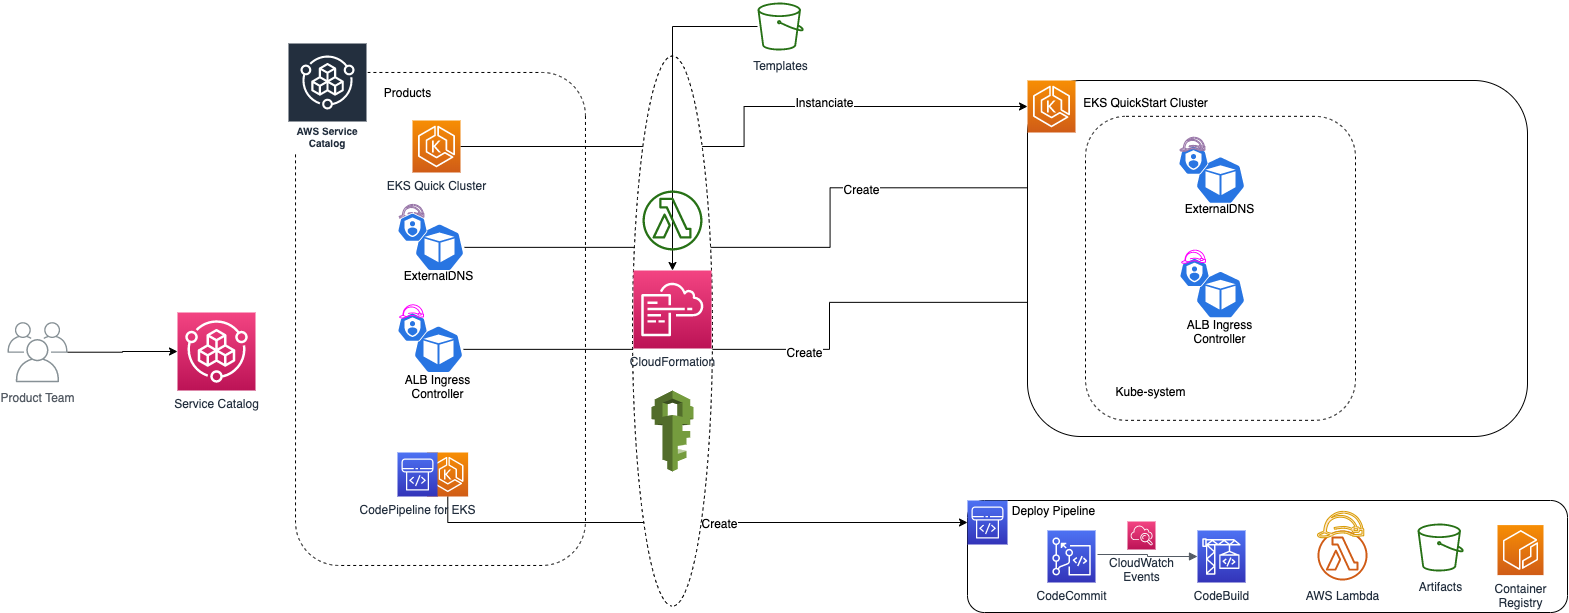 Templates
AWS Service
Catalog
Products
Instanciate
EKS QuickStart Cluster
EKS Quick Cluster
Create
ExternalDNS
ExternalDNS
CloudFormation
Create
ALB Ingress
Controller
ALB Ingress
Controller
Kube-system
Product Team
Service Catalog
CodePipeline for EKS
Create
Deploy Pipeline
CloudWatch
Events
CodeCommit
CodeBuild
AWS Lambda
Artifacts
Container
Registry